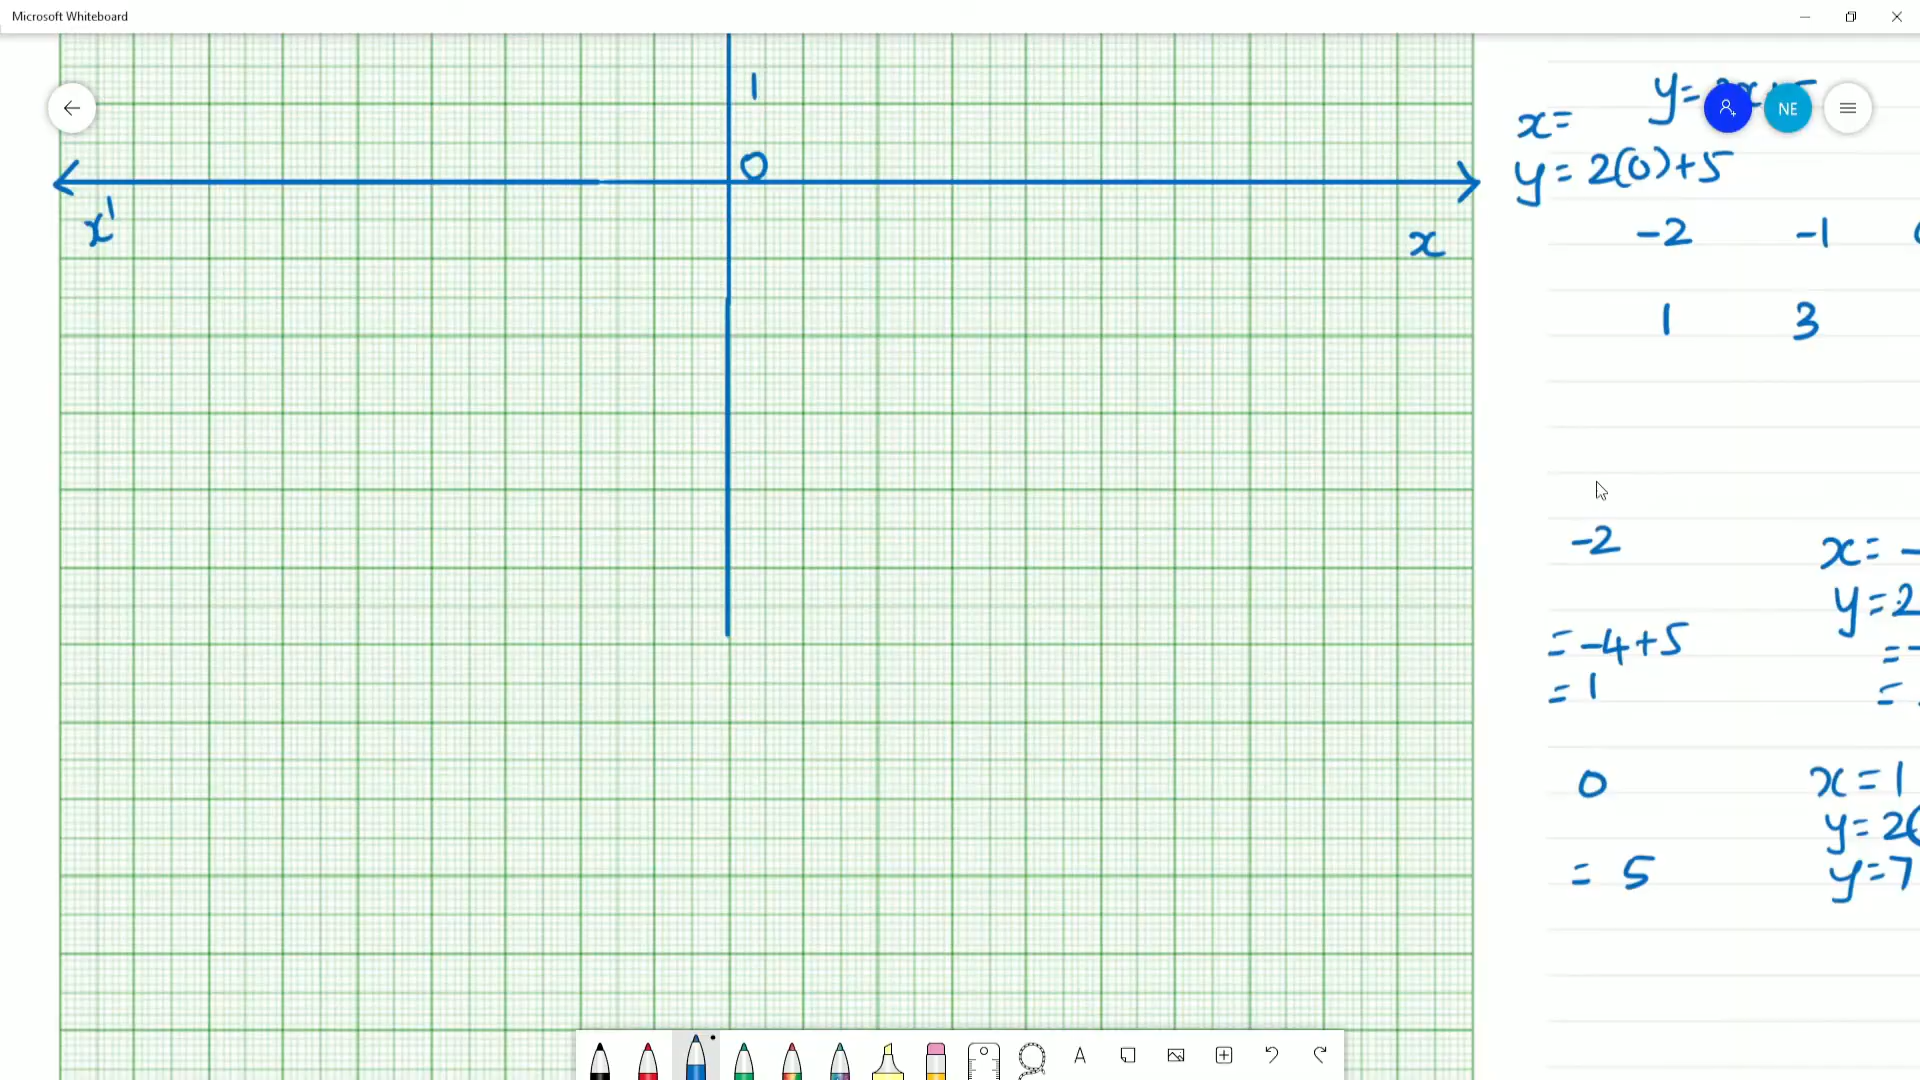 Microsoft Whiteboard
1
0
x'
x
NE
y=
x=
y= 2(0)+5
-2 -1
1 3
-2
x= -
y=2
= -4+5
= 1
0
x = 1
y= 2(
= 5
y=7
A